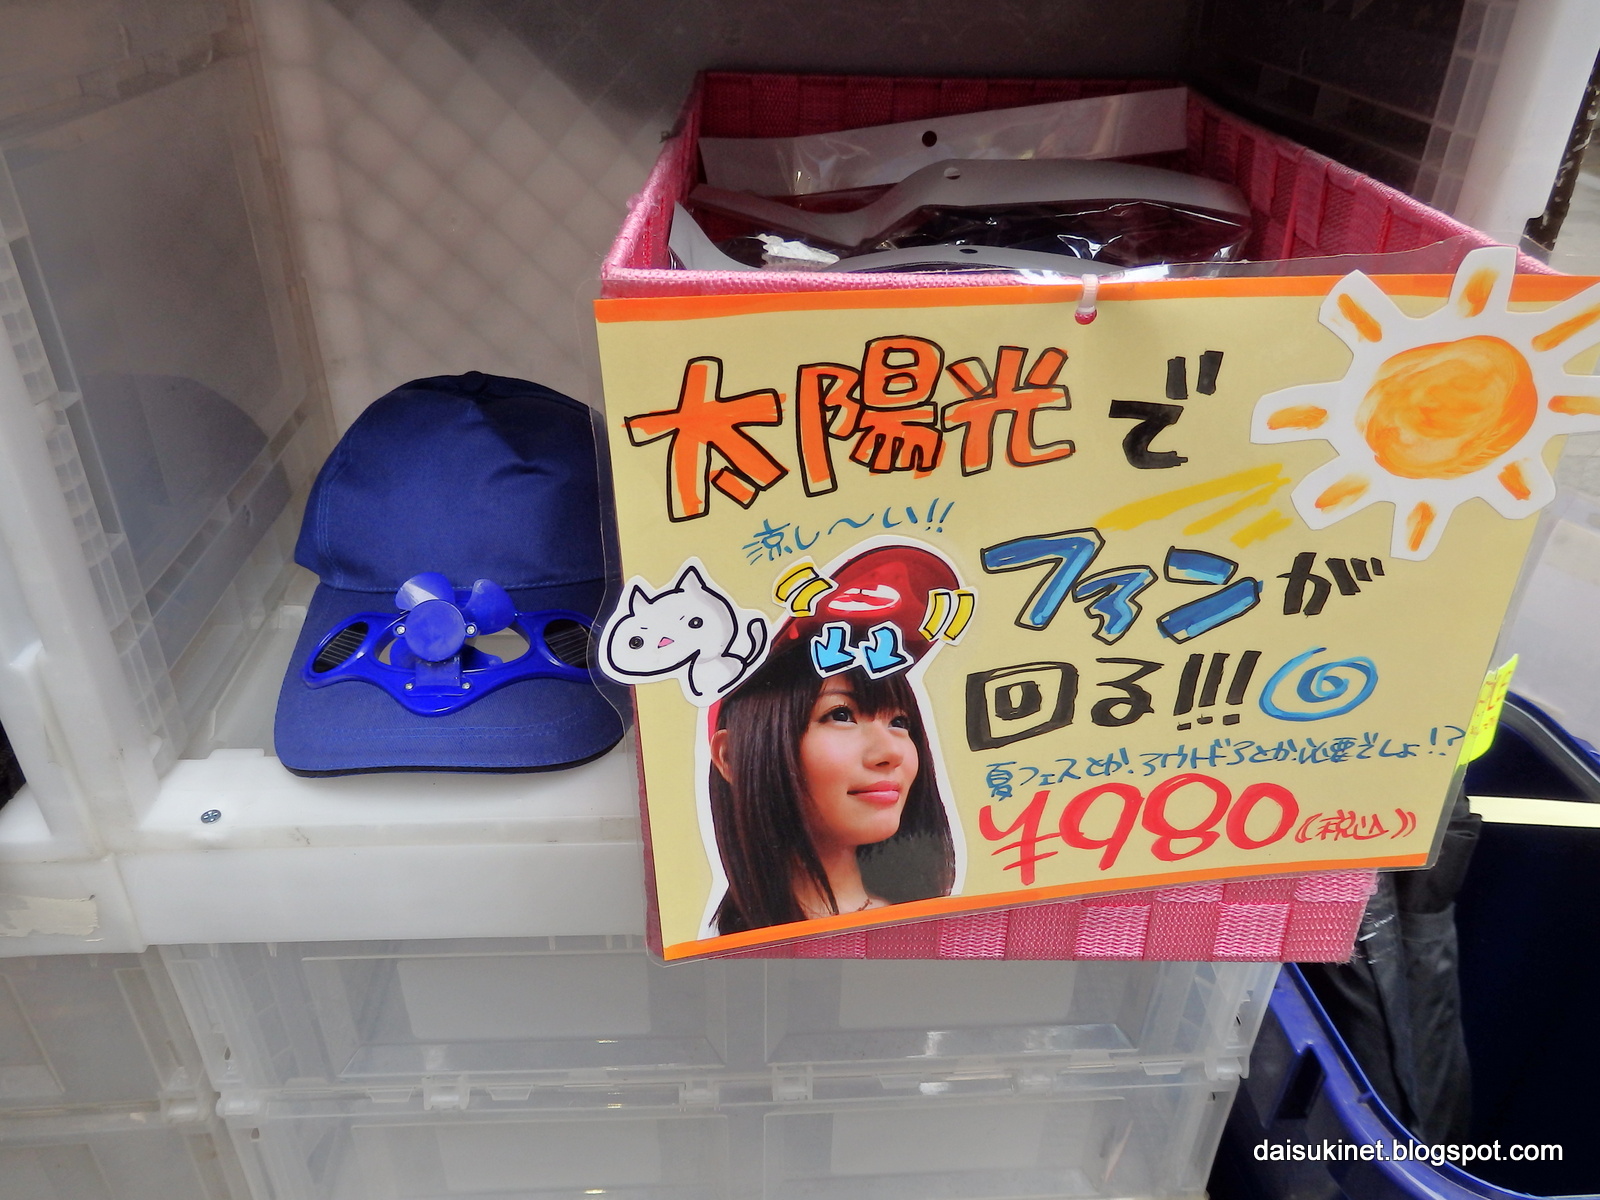 太陽光で
涼し〜い!!
ファンが
回る!!!
夏フェスとか、アウトドアとか必要でしょ!!?
¥980(税込)
daisukinet.blogspot.com